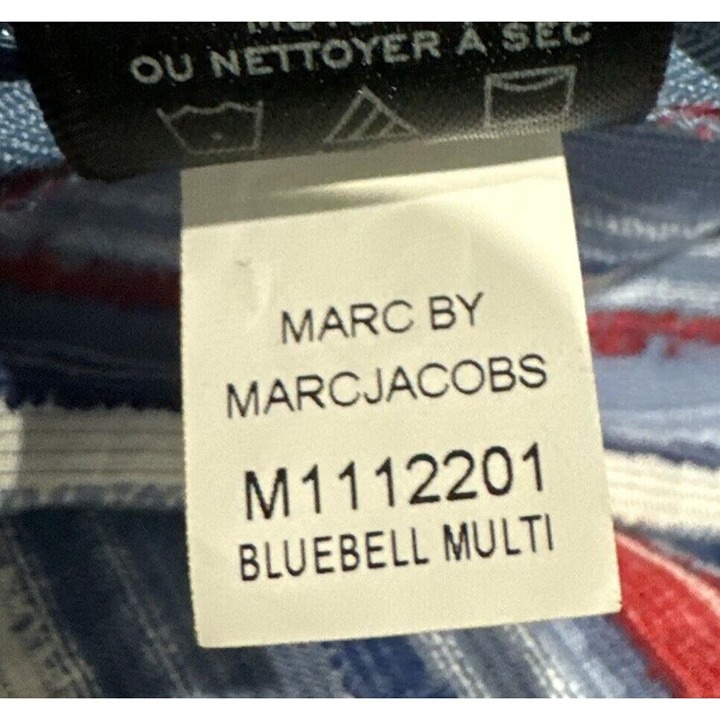 OU NETTOYER À SEC
MARC BY
MARCJACOBS
M1112201
BLUEBELL MULTI